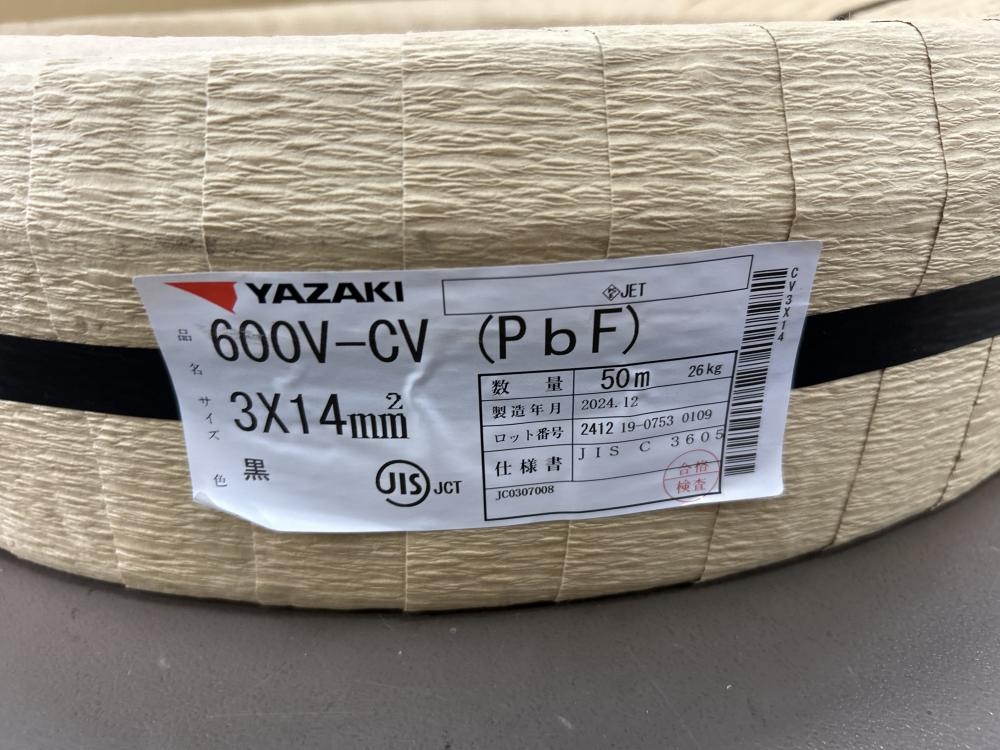 YAZAKI
JET
品名 600V-CV (PbF)
サイズ 3X14mm2
色 黒
JIS JCT
数量 50m 26kg
製造年月 2024.12
ロット番号 2412 19-0753 0109
仕様書 JIS C 3605
JC0307008
合格
検査
CV3X14